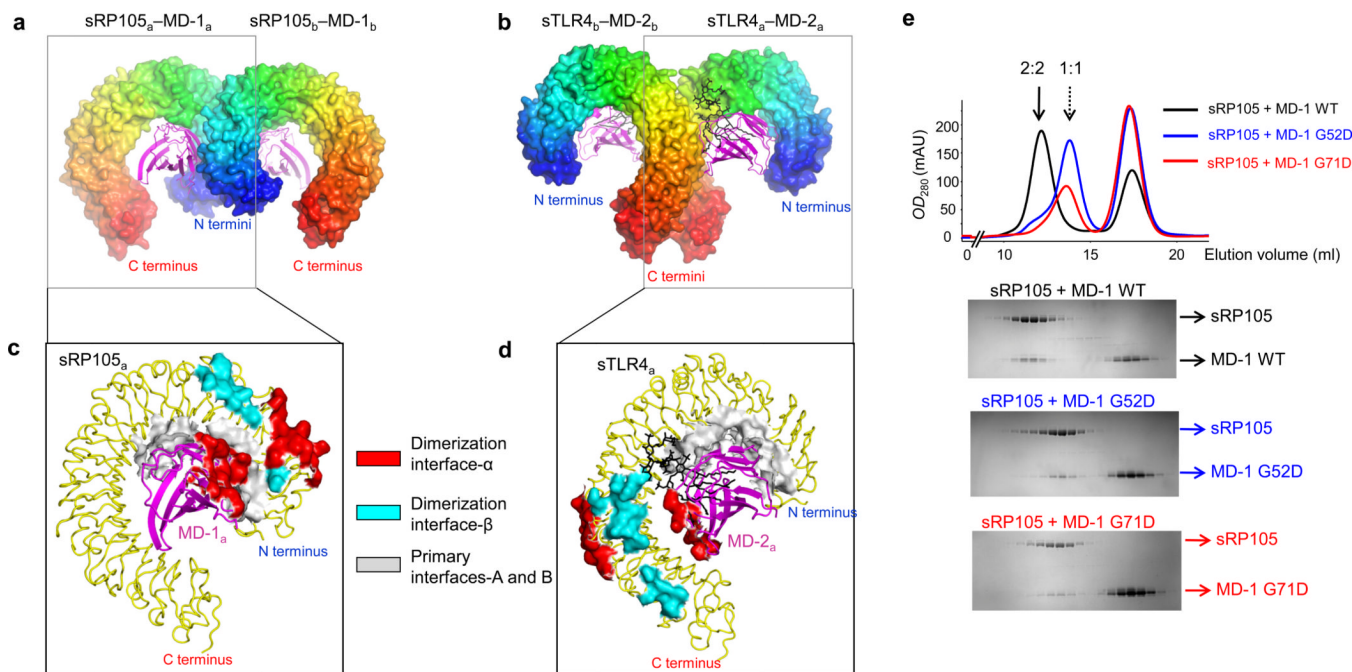 a
sRP105a–MD-1a
sRP105b–MD-1b
N termini
C terminus
C terminus
b
sTLR4b–MD-2b
sTLR4a–MD-2a
N terminus
N terminus
C termini
c
sRP105a
MD-1a
N terminus
C terminus
Dimerization
interface-α
Dimerization
interface-β
Primary
interfaces-A and B
d
sTLR4a
N terminus
MD-2a
C terminus
e
2:2
1:1
sRP105 + MD-1 WT
sRP105 + MD-1 G52D
sRP105 + MD-1 G71D
OD280 (mAU)
200
150
100
50
0
0
10
15
20
Elution volume (ml)
sRP105 + MD-1 WT
sRP105
MD-1 WT
sRP105 + MD-1 G52D
sRP105
MD-1 G52D
sRP105 + MD-1 G71D
sRP105
MD-1 G71D